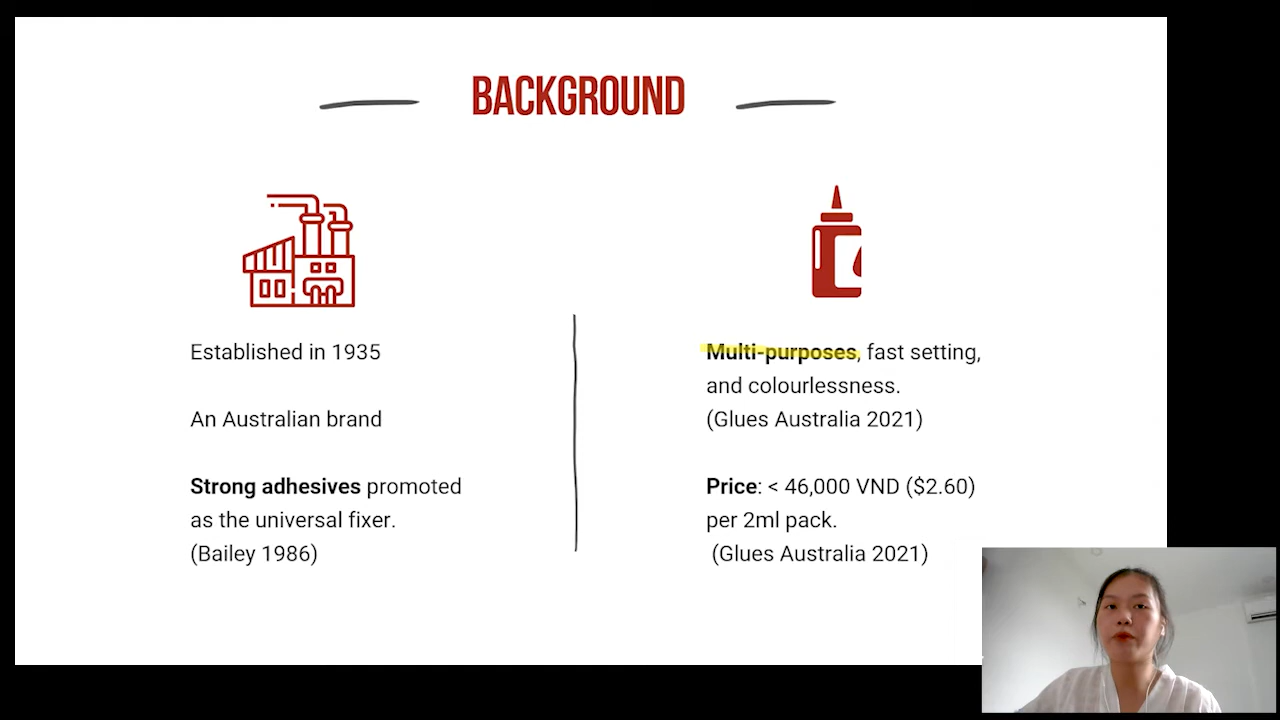 BACKGROUND
Established in 1935
An Australian brand
Strong adhesives promoted
as the universal fixer.
(Bailey 1986)
Multi-purposes, fast setting,
and colourlessness.
(Glues Australia 2021)
Price: < 46,000 VND ($2.60)
per 2ml pack.
(Glues Australia 2021)